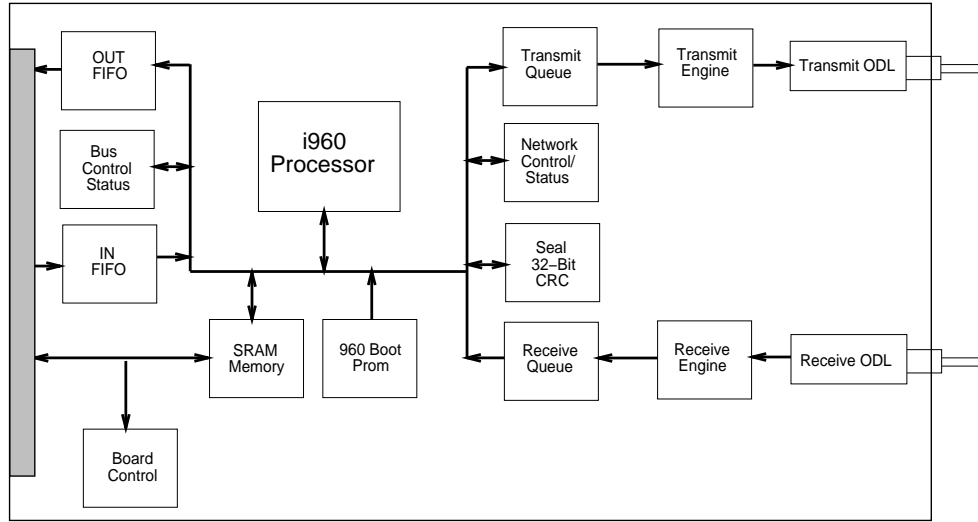 OUT
FIFO
Bus
Control
Status
IN
FIFO
i960
Processor
SRAM
Memory
960 Boot
Prom
Board
Control
Transmit
Queue
Transmit
Engine
Transmit ODL
Network
Control/
Status
Seal
32–Bit
CRC
Receive
Queue
Receive
Engine
Receive ODL